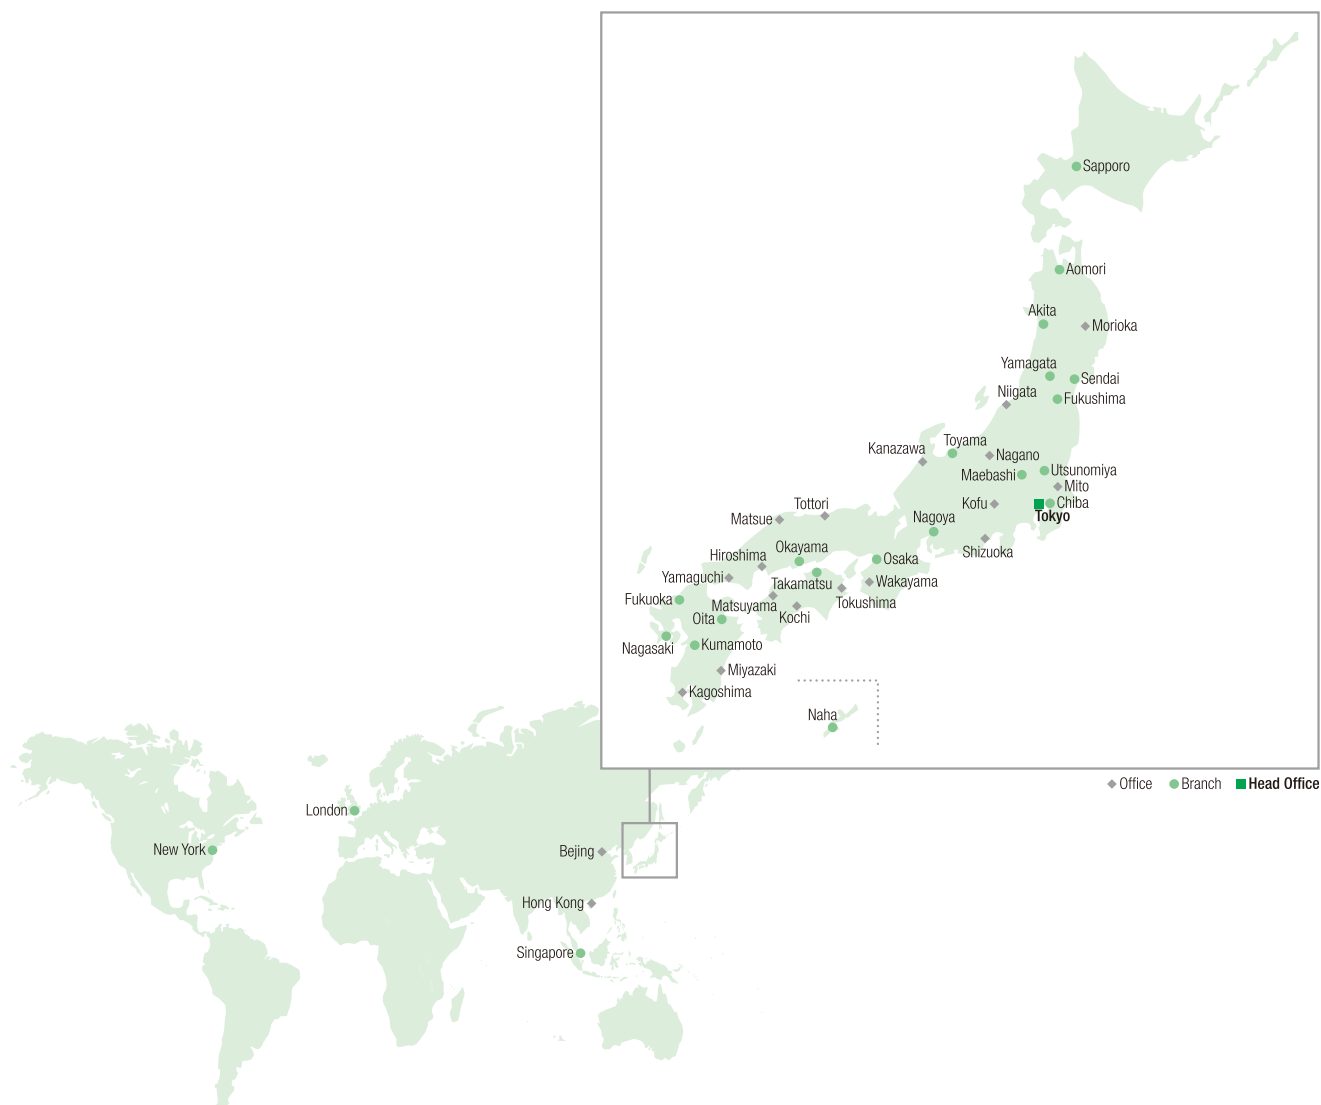 Sapporo
Aomori
Akita
Morioka
Yamagata
Sendai
Niigata
Fukushima
Toyama
Kanazawa
Nagano
Utsunomiya
Maebashi
Mito
Kofu
Chiba
Tokyo
Tottori
Matsue
Nagoya
Shizuoka
Okayama
Hiroshima
Osaka
Yamaguchi
Takamatsu
Wakayama
Fukuoka
Matsuyama
Tokushima
Oita
Kochi
Nagasaki
Kumamoto
Miyazaki
Kagoshima
Naha
Office
Branch
Head Office
London
New York
Bejing
Hong Kong
Singapore